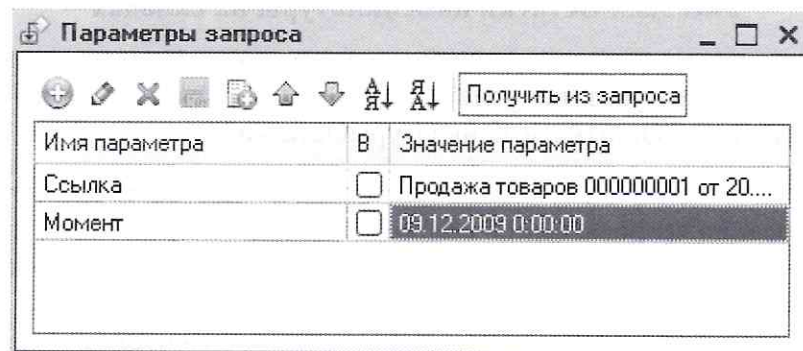 Параметры запроса
Получить из запроса
Имя параметра В Значение параметра
Ссылка Продажа товаров 000000001 от 20....
Момент 09.12.2009 0:00:00